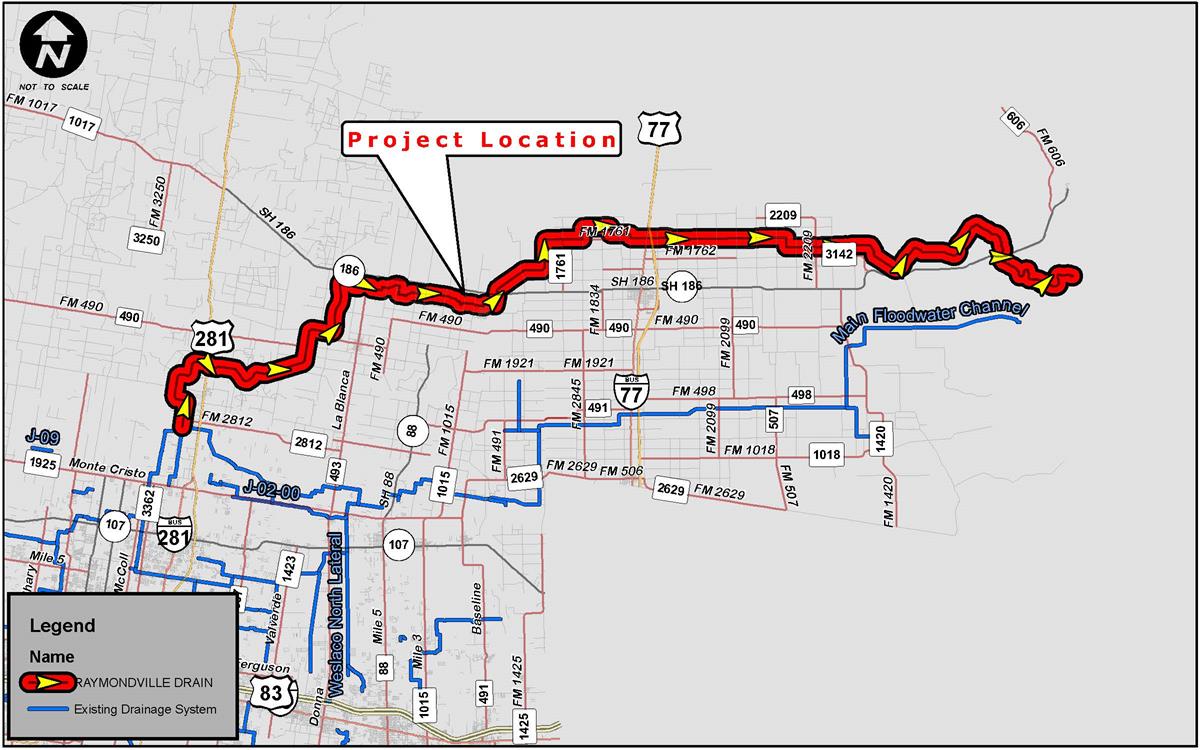 N
NOT TO SCALE
FM 1017
1017
77
Project Location
606
FM 606
FM 3250
3250
SH 186
186
2209
FM 1761
FM 2209
FM 1762
3142
1761
SH 186
SH 186
FM 1834
FM 490
490
FM 490
490
490
FM 490
490
Main Floodwater Channel
281
FM 490
FM 2099
FM 1921
FM 1921
La Blanca
BUS
77
FM 498
498
FM 2845
491
507
FM 2099
FM 2812
2812
88
FM 1015
FM 491
1420
J-09
1925
Monte Cristo
493
SH 88
1015
2629
FM 2629
FM 506
FM 1018
1018
J-02-00
2629
FM 2629
FM 507
FM 1420
3362
107
BUS
281
107
Mile 5
McColl
1423
Weslaco North Lateral
Valverde
Mile 5
Mile 3
Baseline
Ferguson
88
FM 1425
83
Donna
1015
491
1425
Legend
Name
RAYMONDVILLE DRAIN
Existing Drainage System